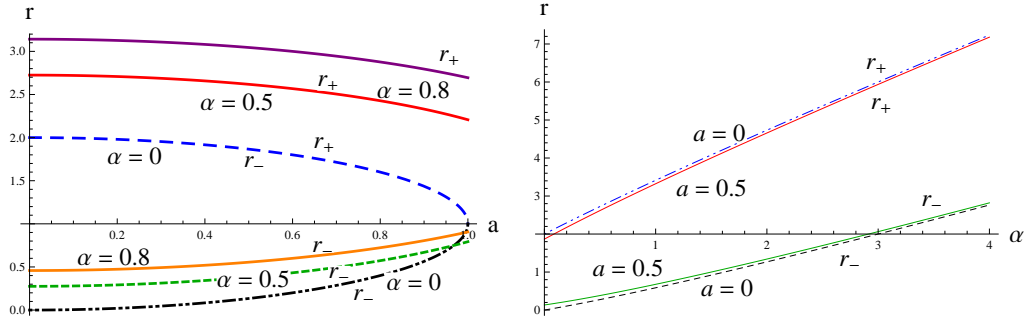 r
3.0
2.5
2.0
1.5
0.5
0.0
0.2
0.4
0.6
0.8
1.0
a
r₊
r₊
α = 0.8
α = 0.5
r₊
α = 0
r₋
α = 0.8
r₋
α = 0.5
r₋
r₋
α = 0
r
7
6
5
4
3
2
1
0
1
2
3
4
α
r₊
r₊
a = 0
a = 0.5
r₋
r₋
a = 0.5
a = 0